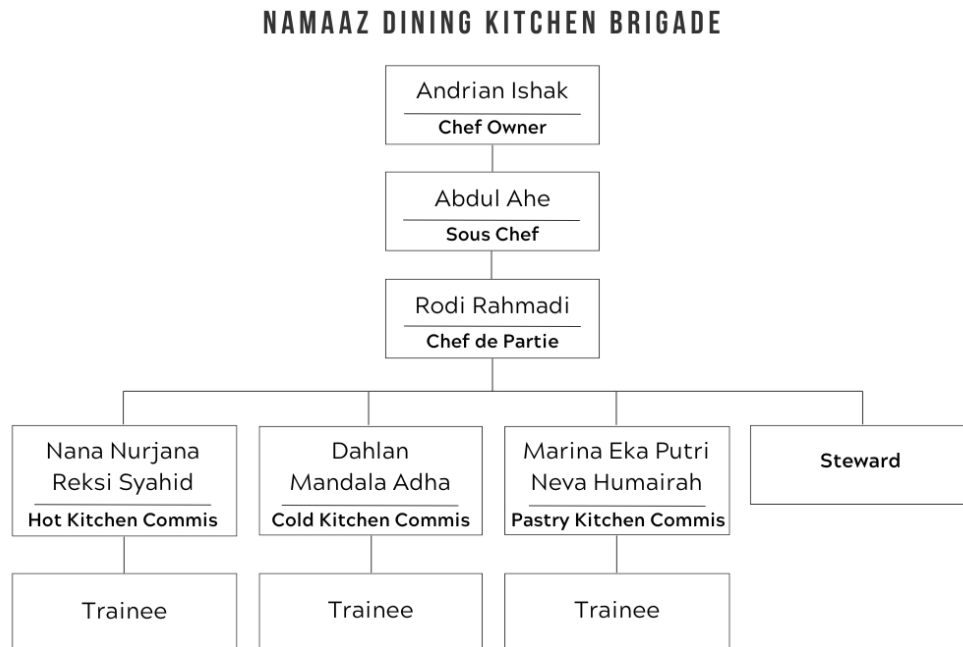 NAMAAZ DINING KITCHEN BRIGADE
Andrian Ishak
Chef Owner
Abdul Ahe
Sous Chef
Rodi Rahmadi
Chef de Partie
Nana Nurjana
Reksi Syahid
Hot Kitchen Commis
Dahlan
Mandala Adha
Cold Kitchen Commis
Marina Eka Putri
Neva Humairah
Pastry Kitchen Commis
Steward
Trainee
Trainee
Trainee